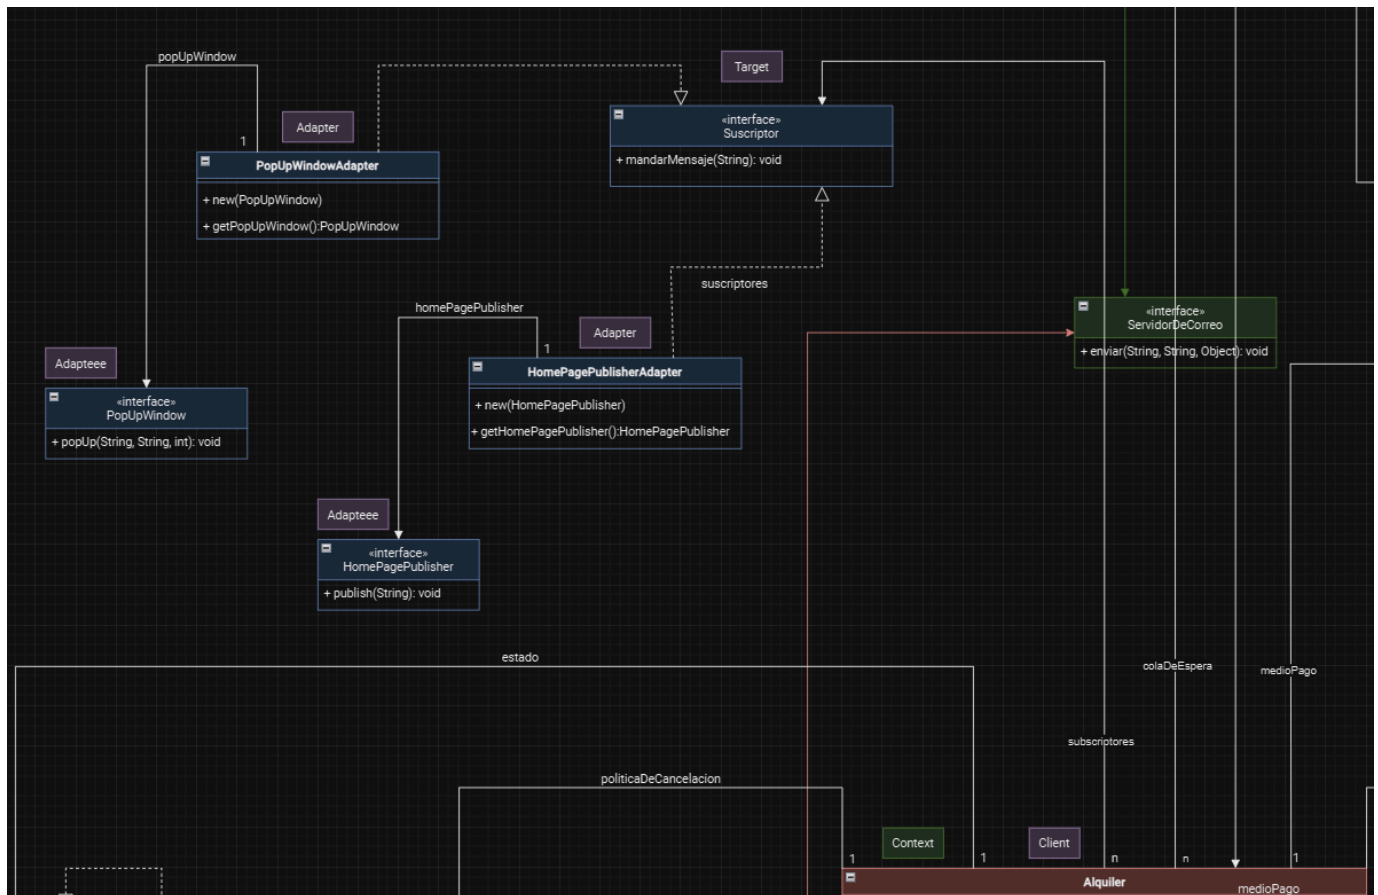 popUpWindow
Target
Adapter
1
«interface»
Suscriptor
+ mandarMensaje(String): void
PopUpWindowAdapter
+ new(PopUpWindow)
+ getPopUpWindow():PopUpWindow
suscriptores
homePagePublisher
Adapter
1
«interface»
ServidorDeCorreo
+ enviar(String, String, Object): void
Adapteee
HomePagePublisherAdapter
+ new(HomePagePublisher)
+ getHomePagePublisher():HomePagePublisher
«interface»
PopUpWindow
+ popUp(String, String, int): void
Adapteee
«interface»
HomePagePublisher
+ publish(String): void
estado
colaDeEspera
medioPago
subscriptores
politicaDeCancelacion
Context
Client
1
1
n
n
1
Alquiler
medioPago